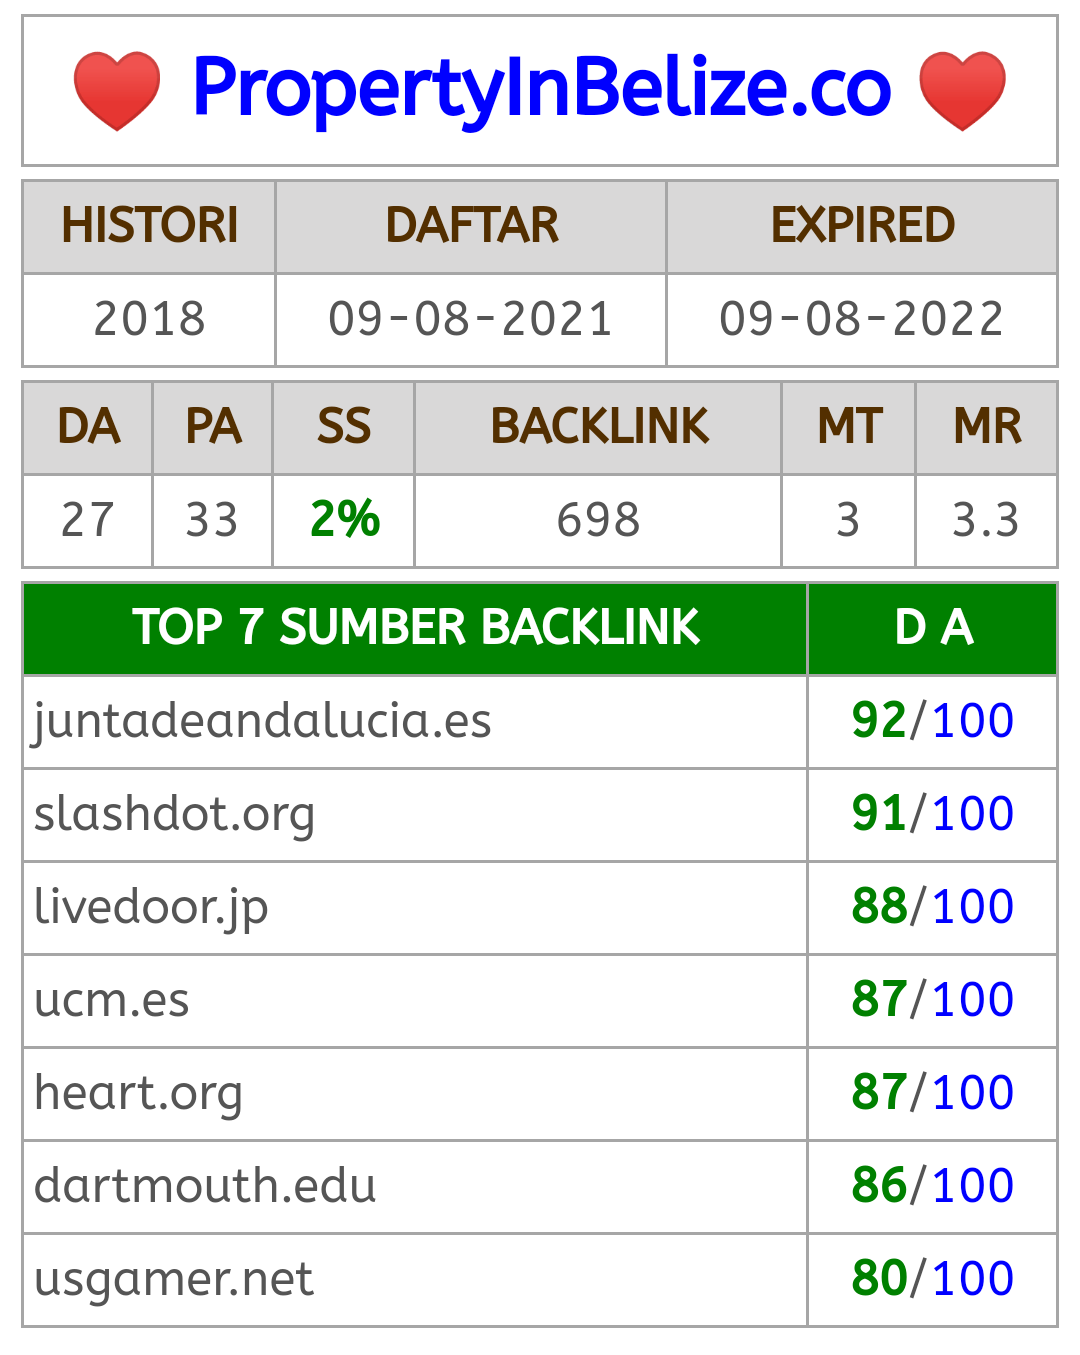 PropertyInBelize.co
HISTORI DAFTAR EXPIRED
2018 09-08-2021 09-08-2022
DA PA SS BACKLINK MT MR
27 33 2% 698 3 3.3
TOP 7 SUMBER BACKLINK D A
juntadeandalucia.es 92/100
slashdot.org 91/100
livedoor.jp 88/100
ucm.es 87/100
heart.org 87/100
dartmouth.edu 86/100
usgamer.net 80/100